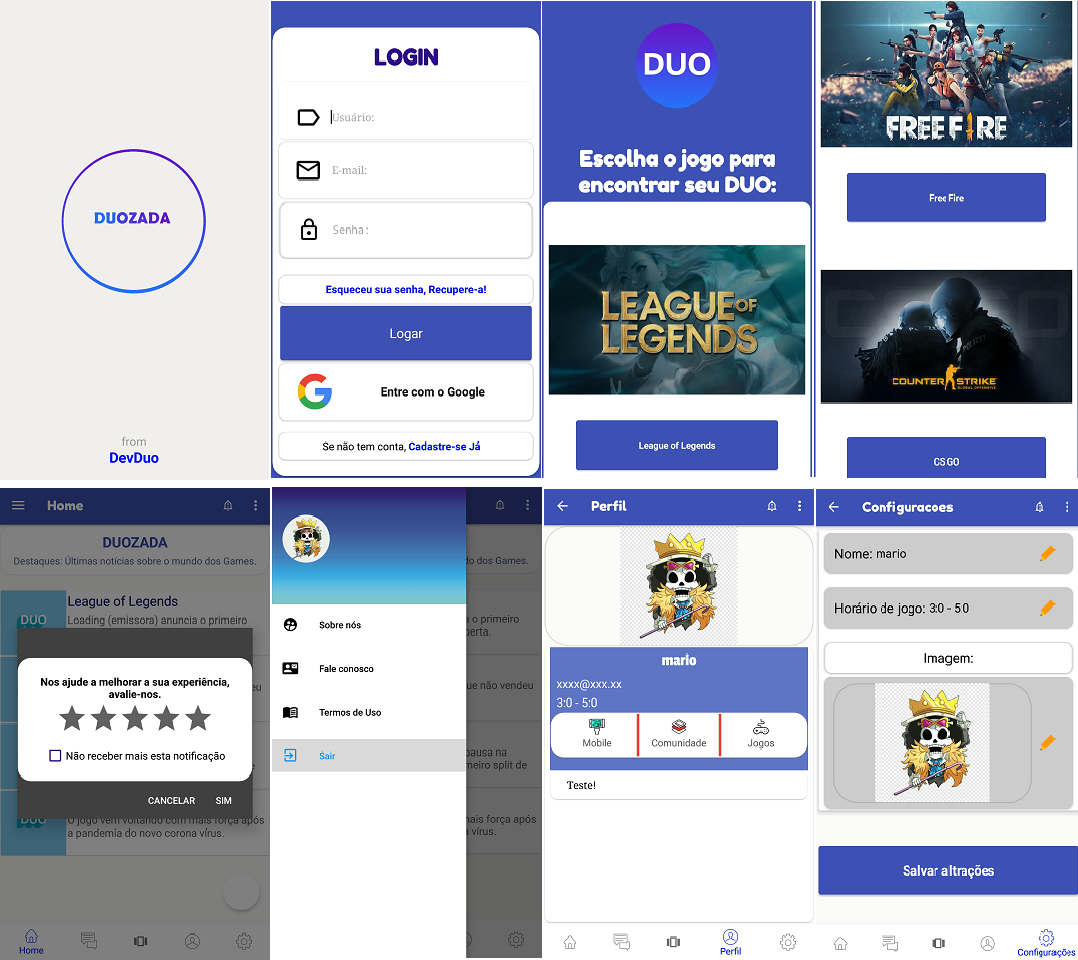 DUOZADA
from
DevDuo
LOGIN
Usuário:
E-mail:
Senha:
Esqueceu sua senha, Recupere-a!
Logar
Entre com o Google
Se não tem conta, Cadastre-se Já
DUO
Escolha o jogo para
encontrar seu DUO:
LEAGUE OF
LEGENDS
League of Legends
FREE FIRE
Free Fire
CSGO
POLIZEI
COUNTER STRIKE
GLOBAL OFFENSIVE
CSGO
Home
DUOZADA
Destaques: Últimas notícias sobre o mundo dos Games.
DUO
League of Legends
Loading (emissora) anuncia o primeiro
Nos ajude a melhorar a sua experiência,
avalie-nos.
Não receber mais esta notificação
CANCELAR SIM
DUO
O jogo vem voltando com mais força após
a pandemia do novo corona vírus.
Home
do dos Games.
a o primeiro
perta.
ue não vendeu
pausa na
meiro split de
mais força após
a vírus.
Sobre nós
Fale conosco
Termos de Uso
Sair
Perfil
mario
xxxx@xxx.xx
3:0 - 5:0
Mobile Comunidade Jogos
Teste!
Perfil
Configuracoes
Nome: mario
Horário de jogo: 3:0 - 5:0
Imagem:
Salvar altrações
Configurações